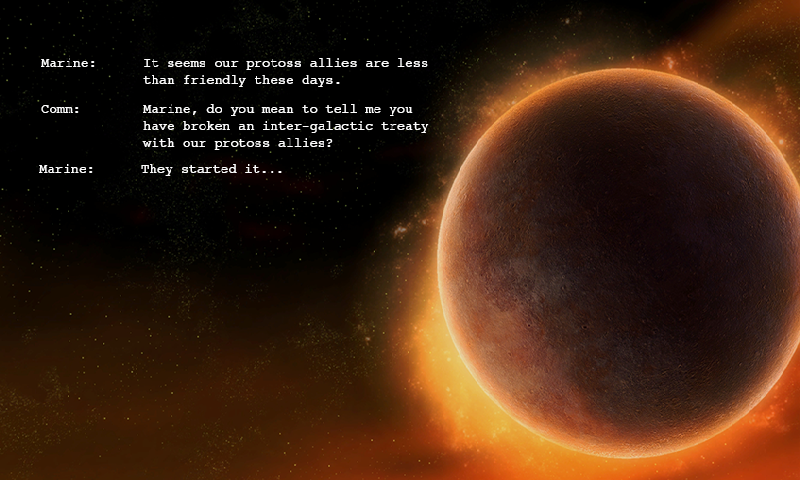 Marine: It seems our protoss allies are less
than friendly these days.
Comm: Marine, do you mean to tell me you
have broken an inter-galactic treaty
with our protoss allies?
Marine: They started it...